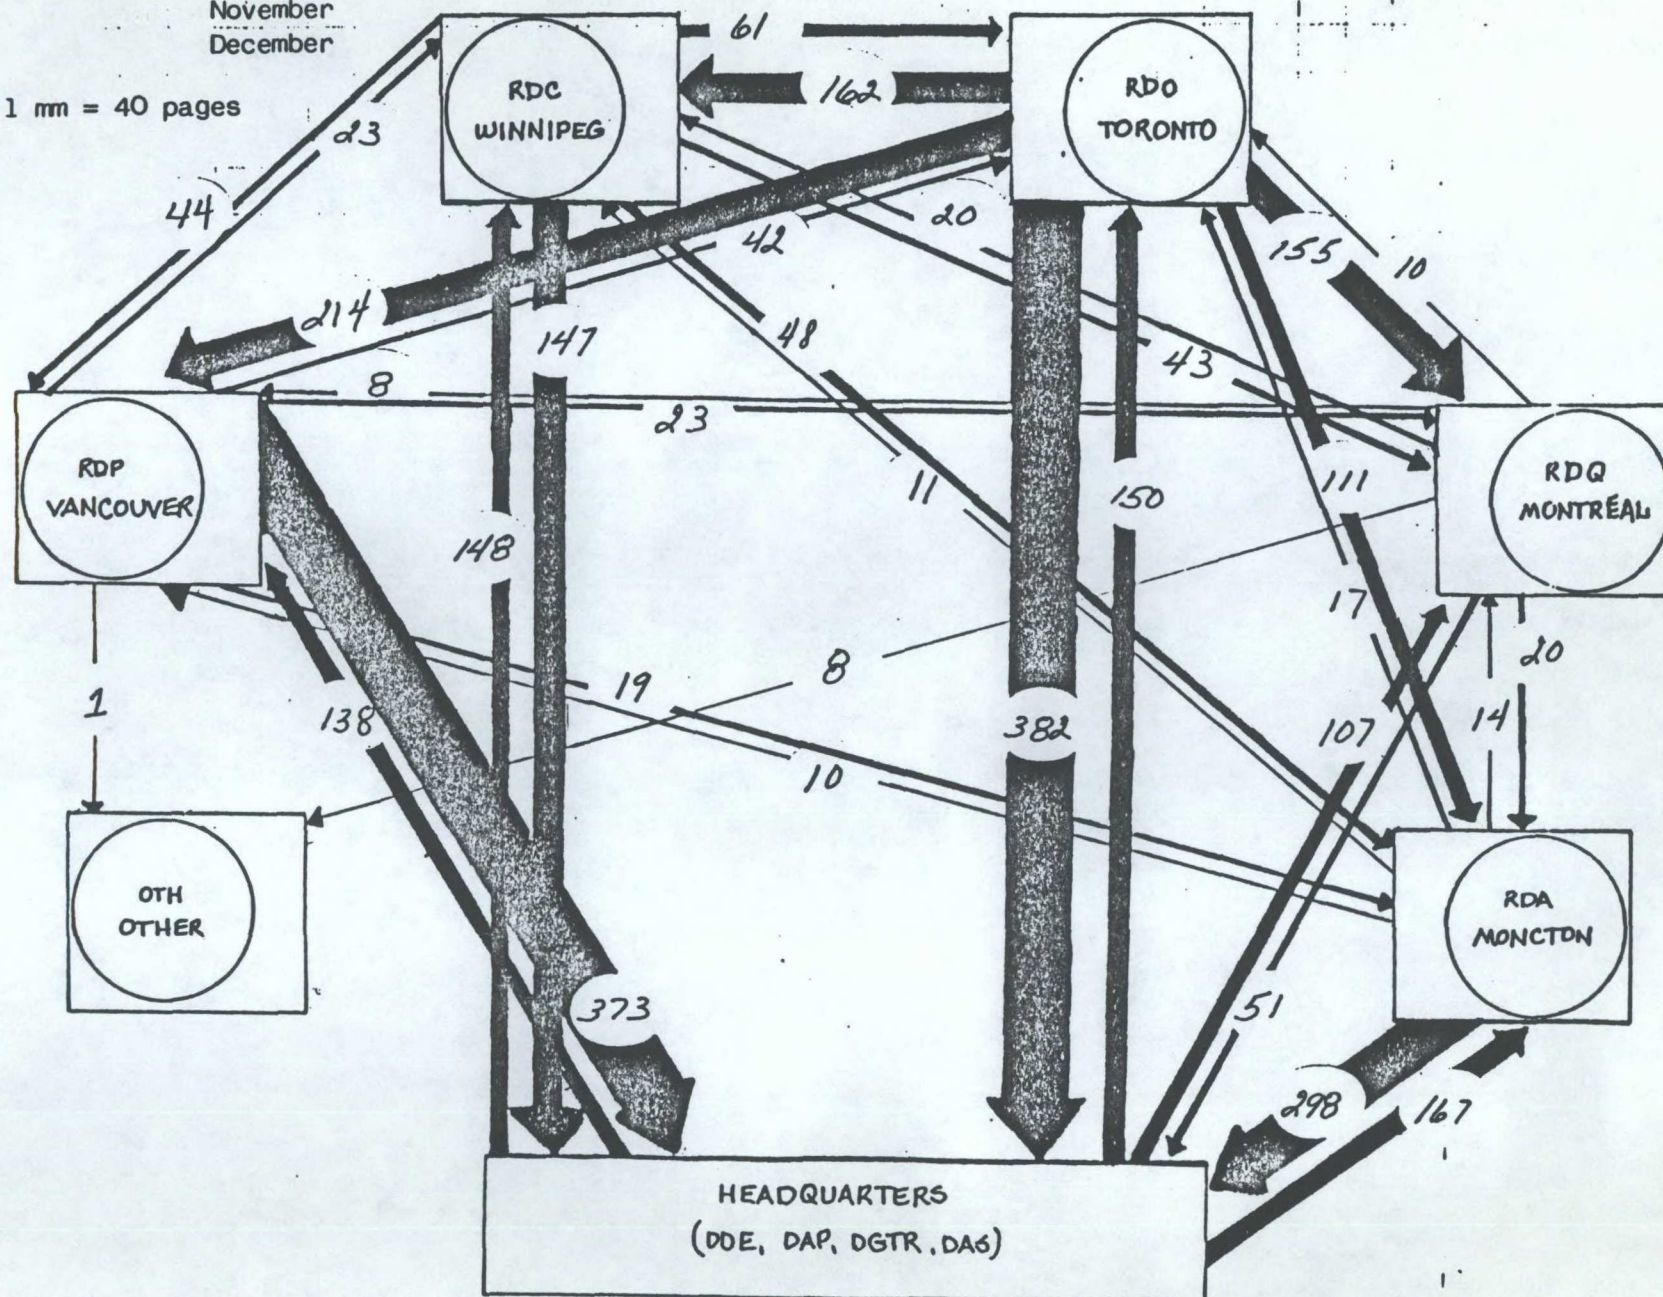 November
December
1 mm = 40 pages
61
162
RDC
WINNIPEG
RDO
TORONTO
23
44
20
42
155
10
214
147
48
43
8
23
RDP
VANCOUVER
11
111
150
RDQ
MONTRÉAL
148
17
8
20
19
1
138
382
107
14
10
OTH
OTHER
RDA
MONCTON
373
51
298
167
HEADQUARTERS
(DDE, DAP, DGTR, DAS)